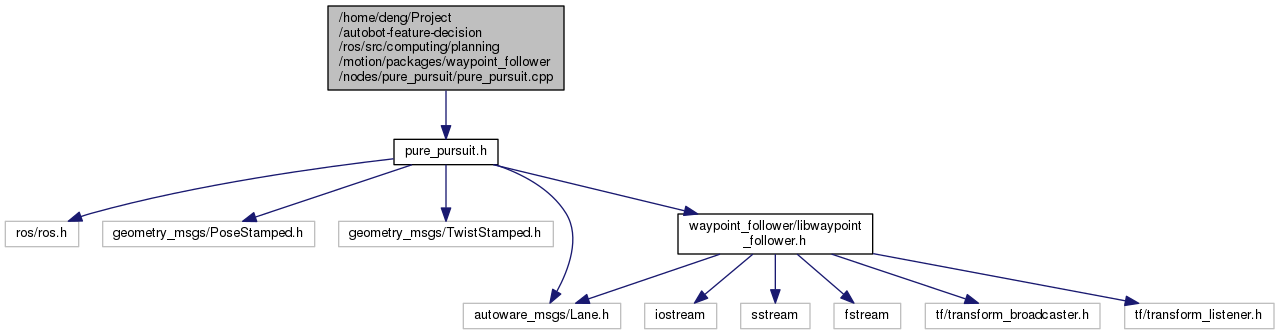 /home/deng/Project
/autobot-feature-decision
/ros/src/computing/planning
/motion/packages/waypoint_follower
/nodes/pure_pursuit/pure_pursuit.cpp
pure_pursuit.h
ros/ros.h
geometry_msgs/PoseStamped.h
geometry_msgs/TwistStamped.h
waypoint_follower/libwaypoint
_follower.h
autoware_msgs/Lane.h
iostream
sstream
fstream
tf/transform_broadcaster.h
tf/transform_listener.h